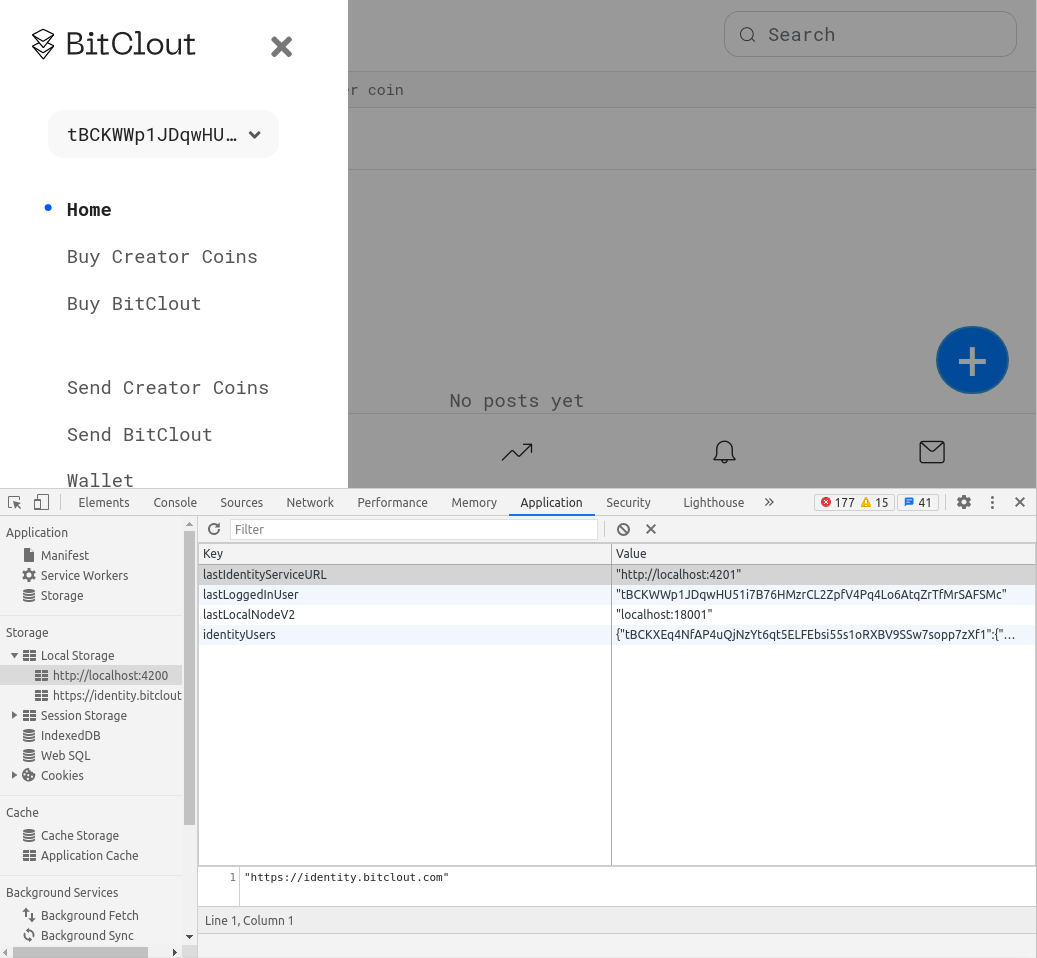 BitClout
Search
er coin
tBCKWWp1JDqwHU…
Home
Buy Creator Coins
Buy BitClout
Send Creator Coins
No posts yet
Send BitClout
Wallet
Elements Console Sources Network Performance Memory Application Security Lighthouse » 177 15 41
Application
Manifest
Service Workers
Storage
Storage
Local Storage
http://localhost:4200
https://identity.bitclout
Session Storage
IndexedDB
Web SQL
Cookies
Cache
Cache Storage
Application Cache
Background Services
Background Fetch
Background Sync
Filter
Key Value
lastIdentityServiceURL "http://localhost:4201"
lastLoggedInUser "tBCKWWp1JDqwHU51i7B76HMzrCL2ZpfV4Pq4Lo6AtqZrTfMrSAFSMc"
lastLocalNodeV2 "localhost:18001"
identityUsers {"tBCKXEq4NfAP4uQjNzYt6qt5ELFEbsi55s1oRXBV9SSw7sopp7zXf1":{"…
1 "https://identity.bitclout.com"
Line 1, Column 1